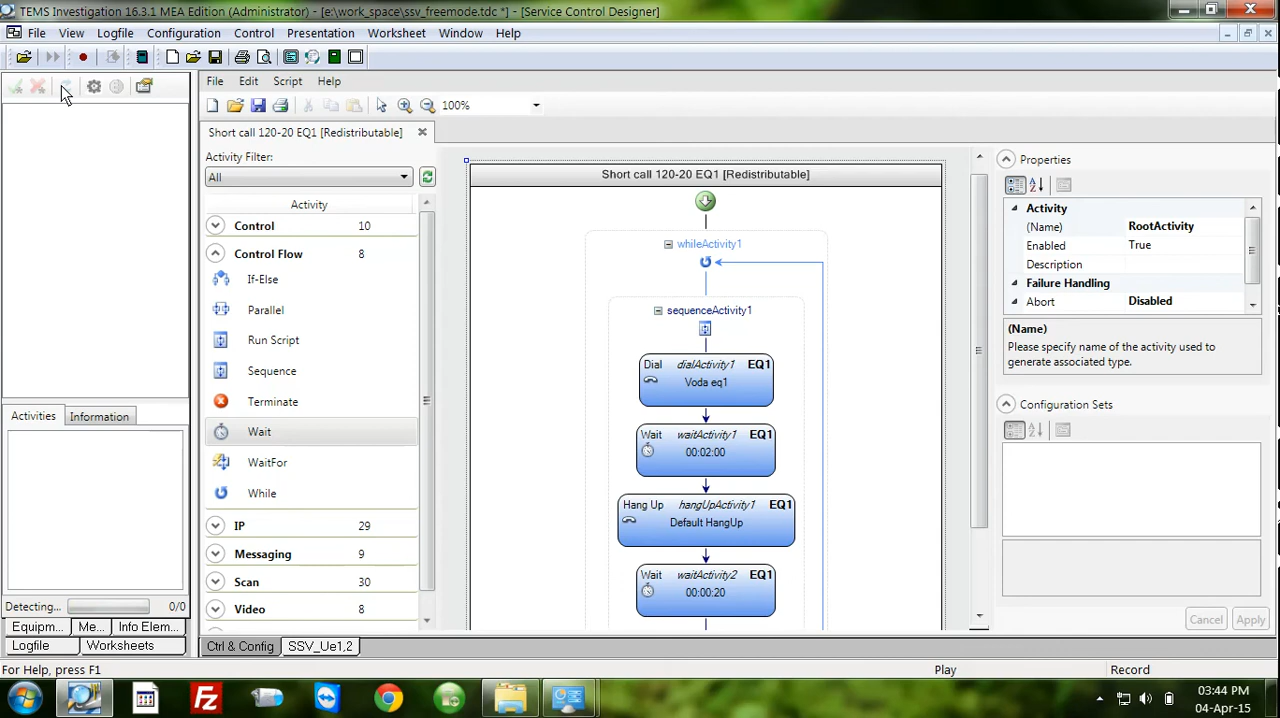 TEMS Investigation 16.3.1 MEA Edition (Administrator) - [e:\work_space\ssv_freemode.tdc *] - [Service Control Designer]
File View Logfile Configuration Control Presentation Worksheet Window Help
File Edit Script Help
100%
Short call 120-20 EQ1 [Redistributable]
Activity Filter:
All
Activity
Control 10
Control Flow 8
If-Else
Parallel
Run Script
Sequence
Terminate
Wait
WaitFor
While
IP 29
Messaging 9
Scan 30
Video 8
Short call 120-20 EQ1 [Redistributable]
whileActivity1
sequenceActivity1
Dial dialActivity1 EQ1
Voda eq1
Wait waitActivity1 EQ1
00:02:00
Hang Up hangUpActivity1 EQ1
Default HangUp
Wait waitActivity2 EQ1
00:00:20
Properties
Activity
(Name) RootActivity
Enabled True
Description
Failure Handling
Abort Disabled
(Name)
Please specify name of the activity used to
generate associated type.
Configuration Sets
Cancel Apply
Activities Information
Detecting... 0/0
Equipm... Me... Info Elem...
Logfile Worksheets
Ctrl & Config SSV_Ue1,2
For Help, press F1 Play Record
03:44 PM
04-Apr-15